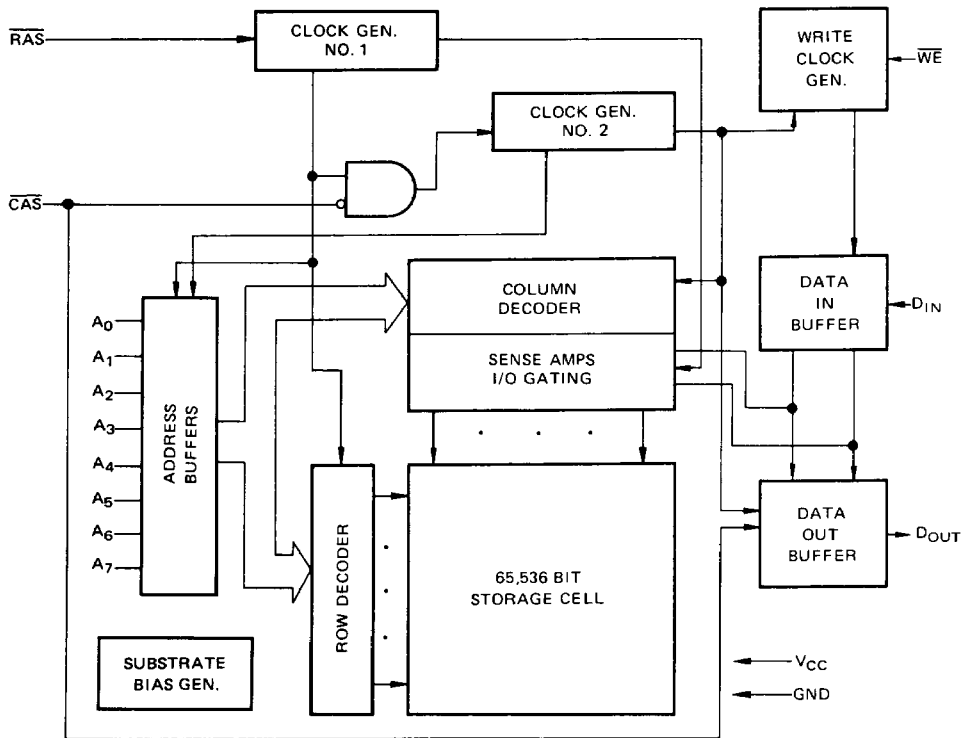 RAS
CLOCK GEN.
NO. 1
WRITE
CLOCK
GEN.
WE
CLOCK GEN.
NO. 2
CAS
COLUMN
DECODER
SENSE AMPS
I/O GATING
DATA
IN
BUFFER
DIN
A0
A1
A2
A3
A4
A5
A6
A7
ADDRESS
BUFFERS
ROW DECODER
65,536 BIT
STORAGE CELL
DATA
OUT
BUFFER
DOUT
SUBSTRATE
BIAS GEN.
VCC
GND